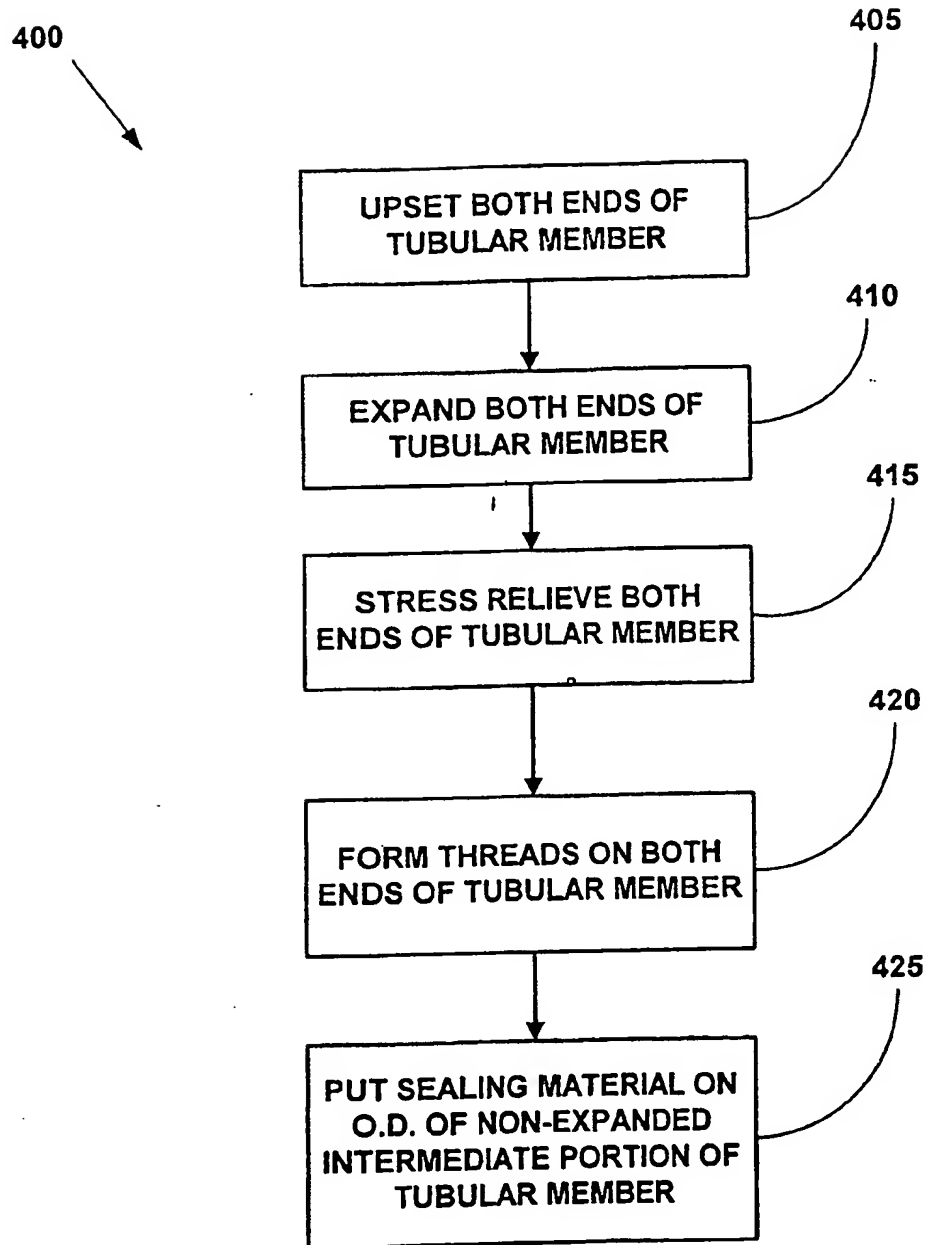 400
405
UPSET BOTH ENDS OF
TUBULAR MEMBER
410
EXPAND BOTH ENDS OF
TUBULAR MEMBER
415
STRESS RELIEVE BOTH
ENDS OF TUBULAR MEMBER
420
FORM THREADS ON BOTH
ENDS OF TUBULAR MEMBER
425
PUT SEALING MATERIAL ON
O.D. OF NON-EXPANDED
INTERMEDIATE PORTION OF
TUBULAR MEMBER